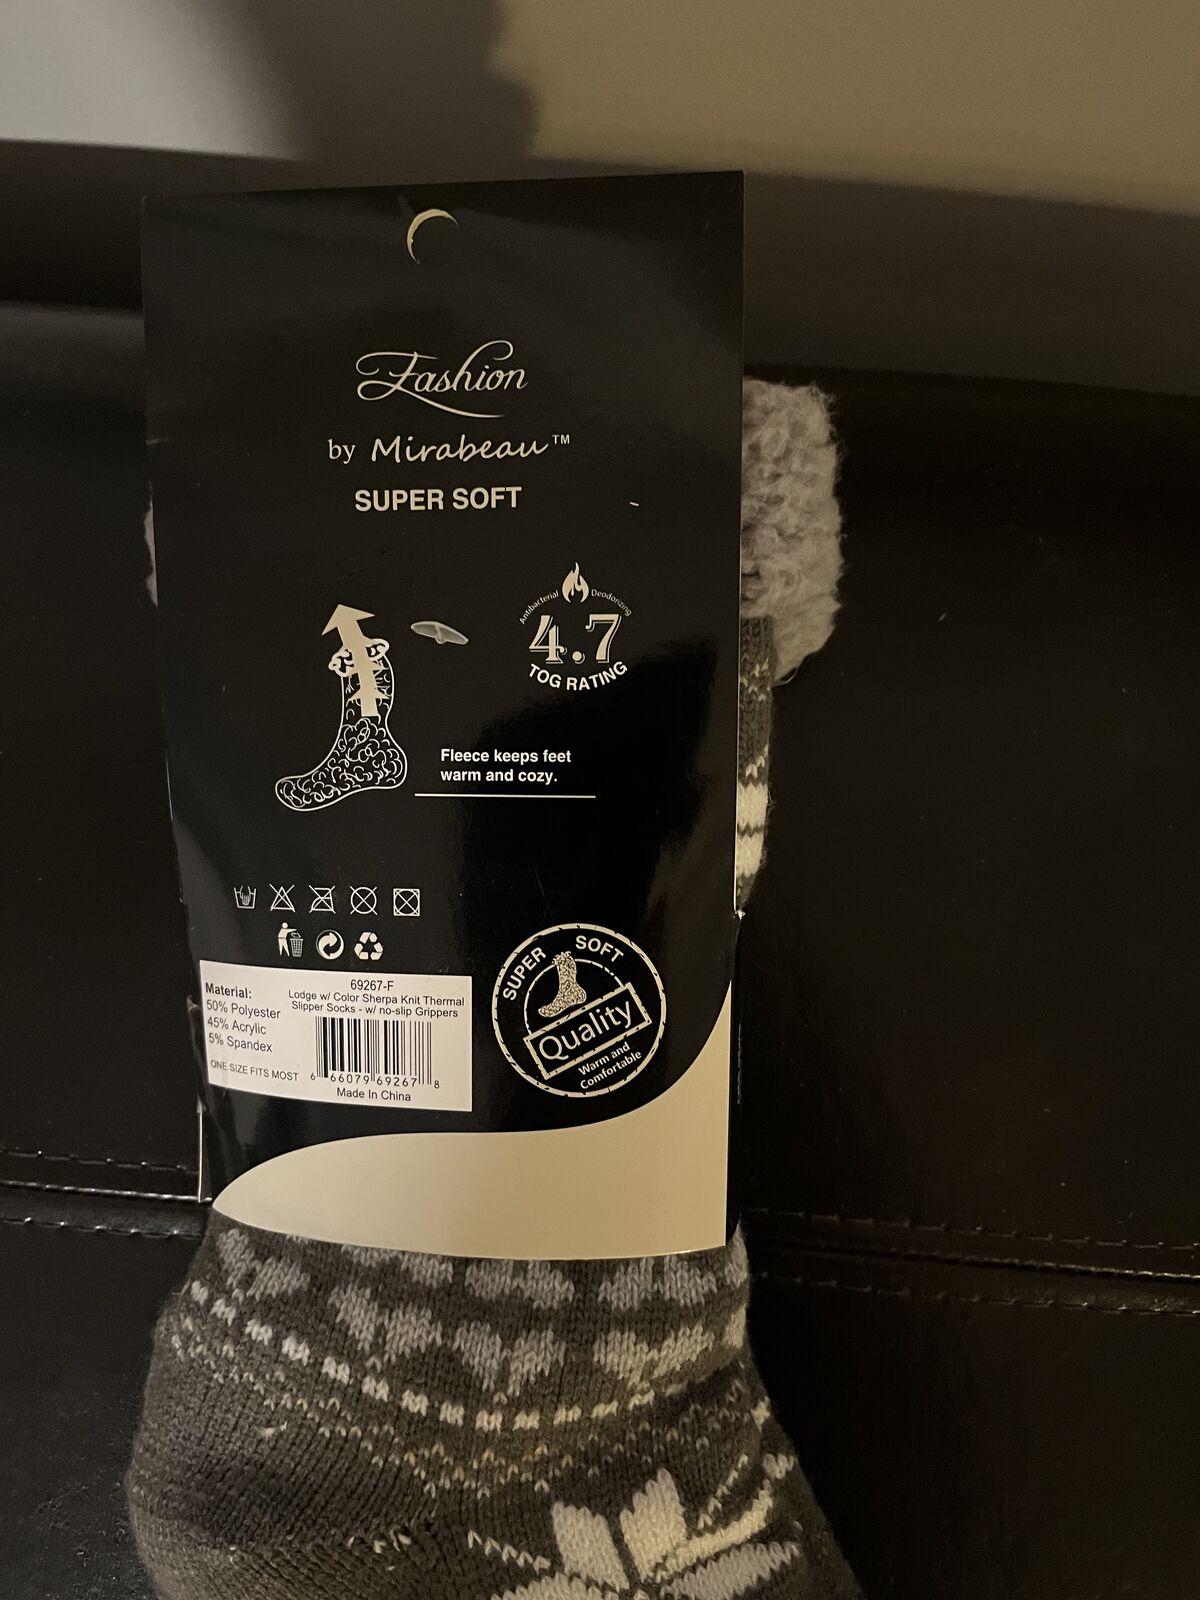 Fashion
by Mirabeau™
SUPER SOFT
Antibacterial Deodorizing
4.7
TOG RATING
Fleece keeps feet
warm and cozy.
Material:
50% Polyester
45% Acrylic
5% Spandex
ONE SIZE FITS MOST
69267-F
Lodge w/ Color Sherpa Knit Thermal
Slipper Socks - w/ no-slip Grippers
6 66079 69267 8
Made In China
SUPER SOFT
Quality
Warm and
Comfortable